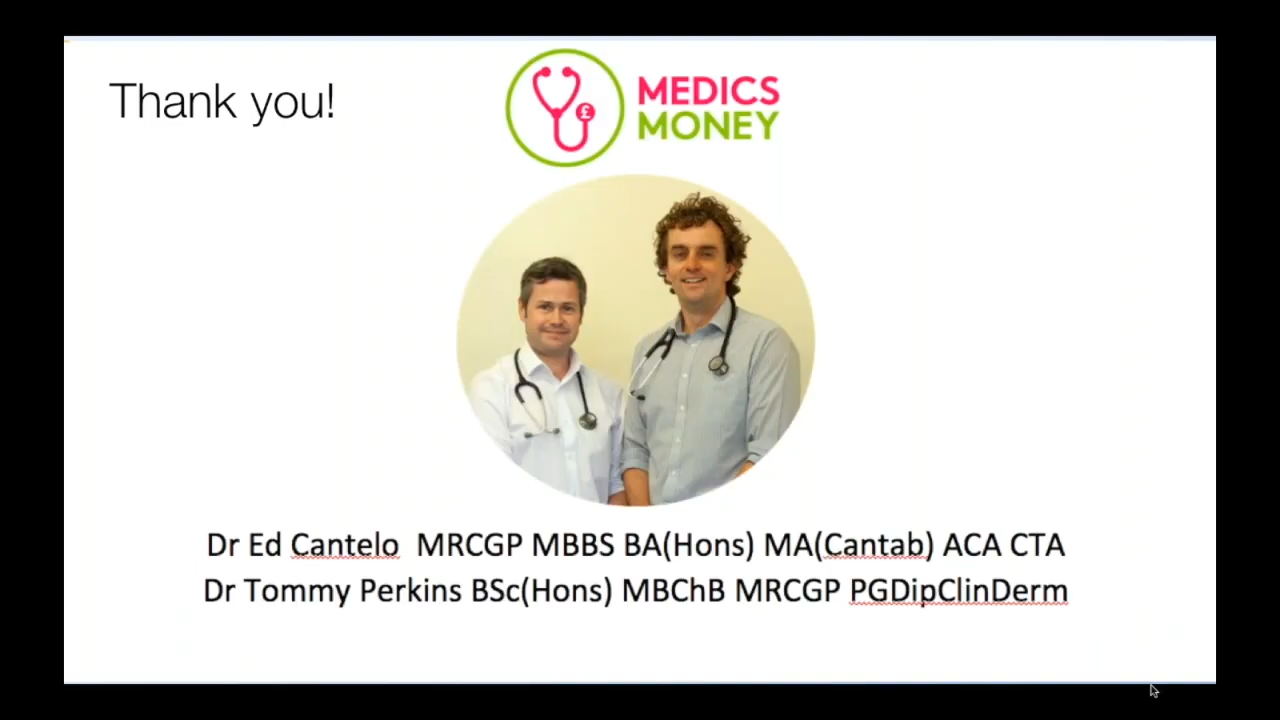 Thank you!
MEDICS
MONEY
£
Dr Ed Cantelo MRCGP MBBS BA(Hons) MA(Cantab) ACA CTA
Dr Tommy Perkins BSc(Hons) MBChB MRCGP PGDipClinDerm